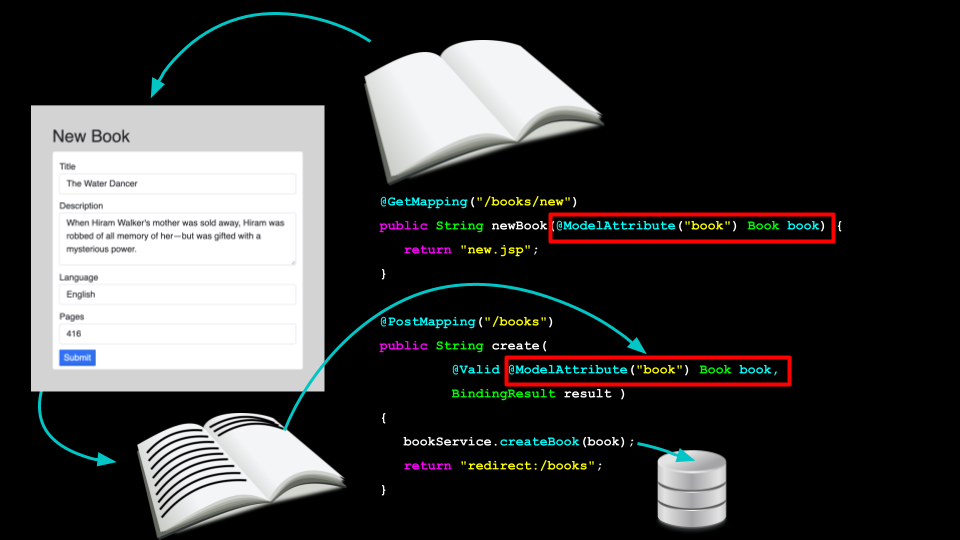 New Book
Title
The Water Dancer
Description
When Hiram Walker's mother was sold away, Hiram was
robbed of all memory of her—but was gifted with a
mysterious power.
Language
English
Pages
416
Submit
@GetMapping("/books/new")
public String newBook(@ModelAttribute("book") Book book) {
return "new.jsp";
}
@PostMapping("/books")
public String create(
@Valid @ModelAttribute("book") Book book,
BindingResult result )
{
bookService.createBook(book);
return "redirect:/books";
}